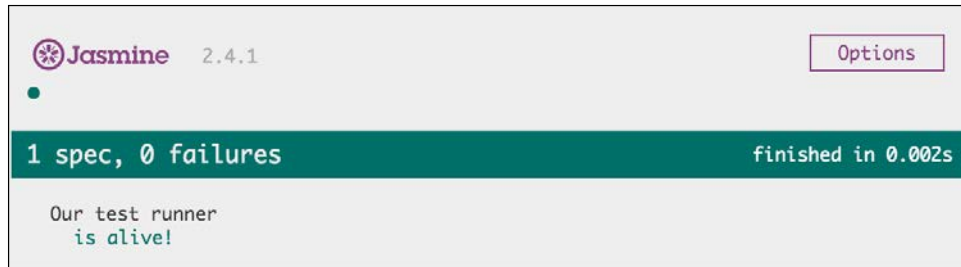 Jasmine 2.4.1 Options
1 spec, 0 failures finished in 0.002s
Our test runner
is alive!